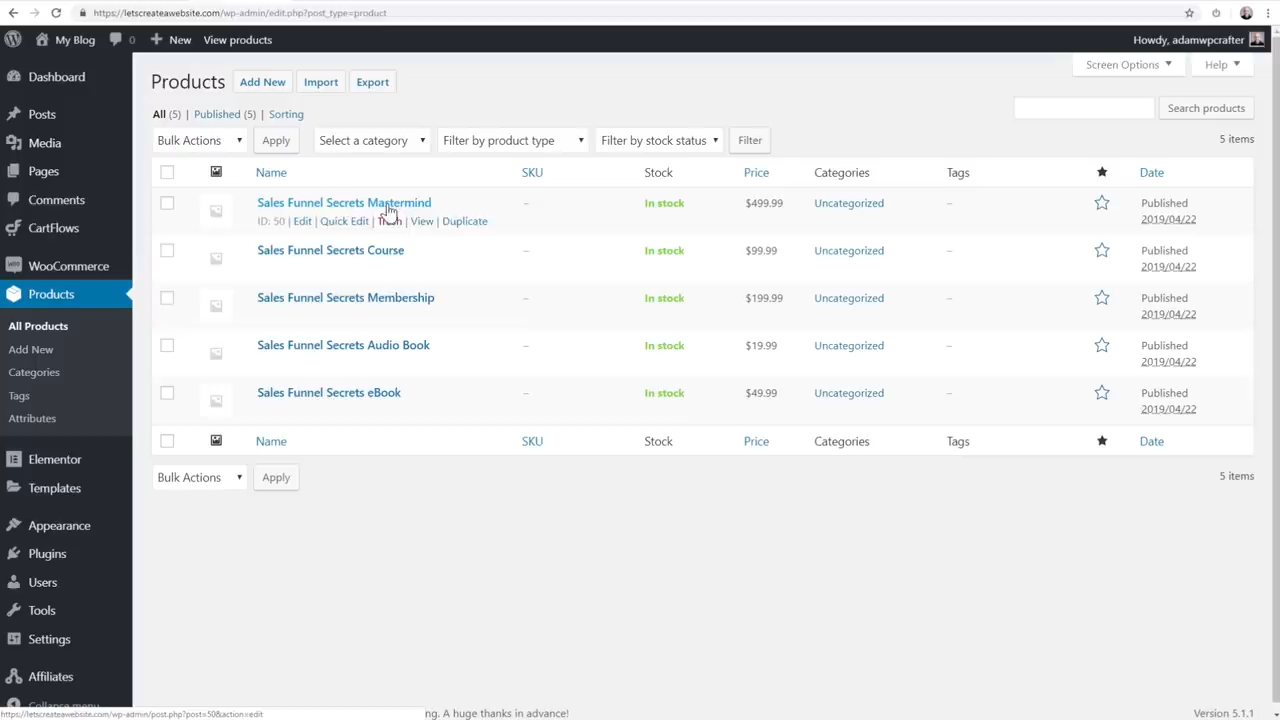 https://letscreateawebsite.com/wp-admin/edit.php?post_type=product
My Blog 0 New View products Howdy, adamwpcrafter
Screen Options Help
Dashboard
Posts
Media
Pages
Comments
CartFlows
WooCommerce
Products
All Products
Add New
Categories
Tags
Attributes
Elementor
Templates
Appearance
Plugins
Users
Tools
Settings
Affiliates
Collapse menu
Products Add New Import Export
All (5) | Published (5) | Sorting
Search products
Bulk Actions Apply Select a category Filter by product type Filter by stock status Filter
5 items
Name SKU Stock Price Categories Tags Date
Sales Funnel Secrets Mastermind – In stock $499.99 Uncategorized – Published
ID: 50 | Edit | Quick Edit | Trash | View | Duplicate 2019/04/22
Sales Funnel Secrets Course – In stock $99.99 Uncategorized – Published
2019/04/22
Sales Funnel Secrets Membership – In stock $199.99 Uncategorized – Published
2019/04/22
Sales Funnel Secrets Audio Book – In stock $19.99 Uncategorized – Published
2019/04/22
Sales Funnel Secrets eBook – In stock $49.99 Uncategorized – Published
2019/04/22
Name SKU Stock Price Categories Tags Date
Bulk Actions Apply
5 items
https://letscreateawebsite.com/wp-admin/post.php?post=50&action=edit
A huge thanks in advance!
Version 5.1.1